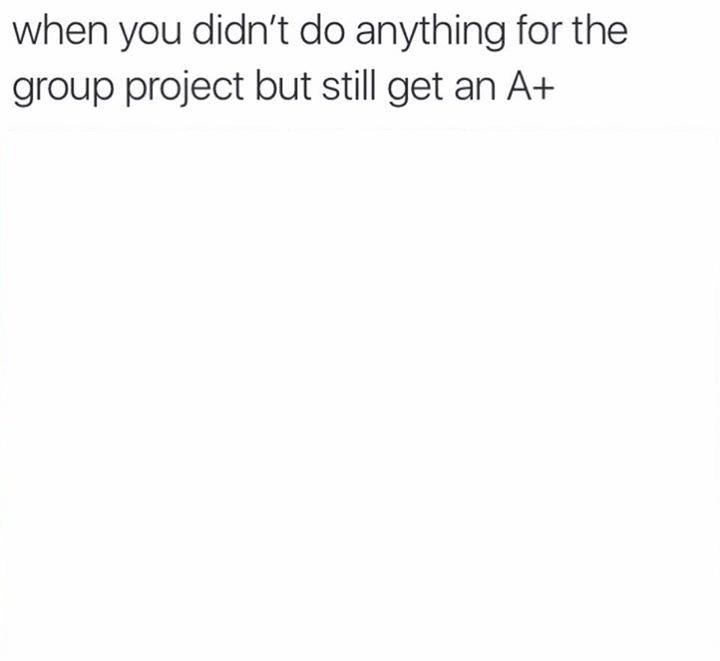 when you didn’t do anything for the
group project but still get an A+